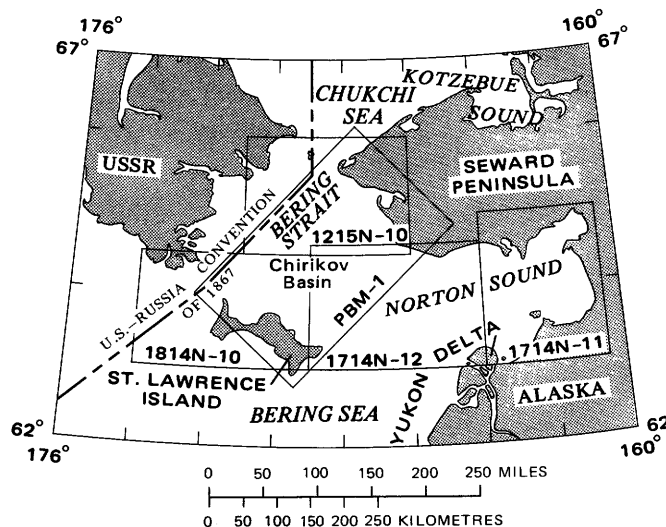 176°
67°
160°
67°
KOTZEBUE
SOUND
CHUKCHI
SEA
USSR
SEWARD
PENINSULA
BERING
STRAIT
U.S.-RUSSIA CONVENTION
OF 1867
1215N-10
Chirikov
Basin
PBM-1
NORTON SOUND
1814N-10
1714N-12
1714N-11
ST. LAWRENCE
ISLAND
YUKON DELTA
ALASKA
BERING SEA
62°
176°
62
160°
0 50 100 150 200 250 MILES
0 50 100 150 200 250 KILOMETRES